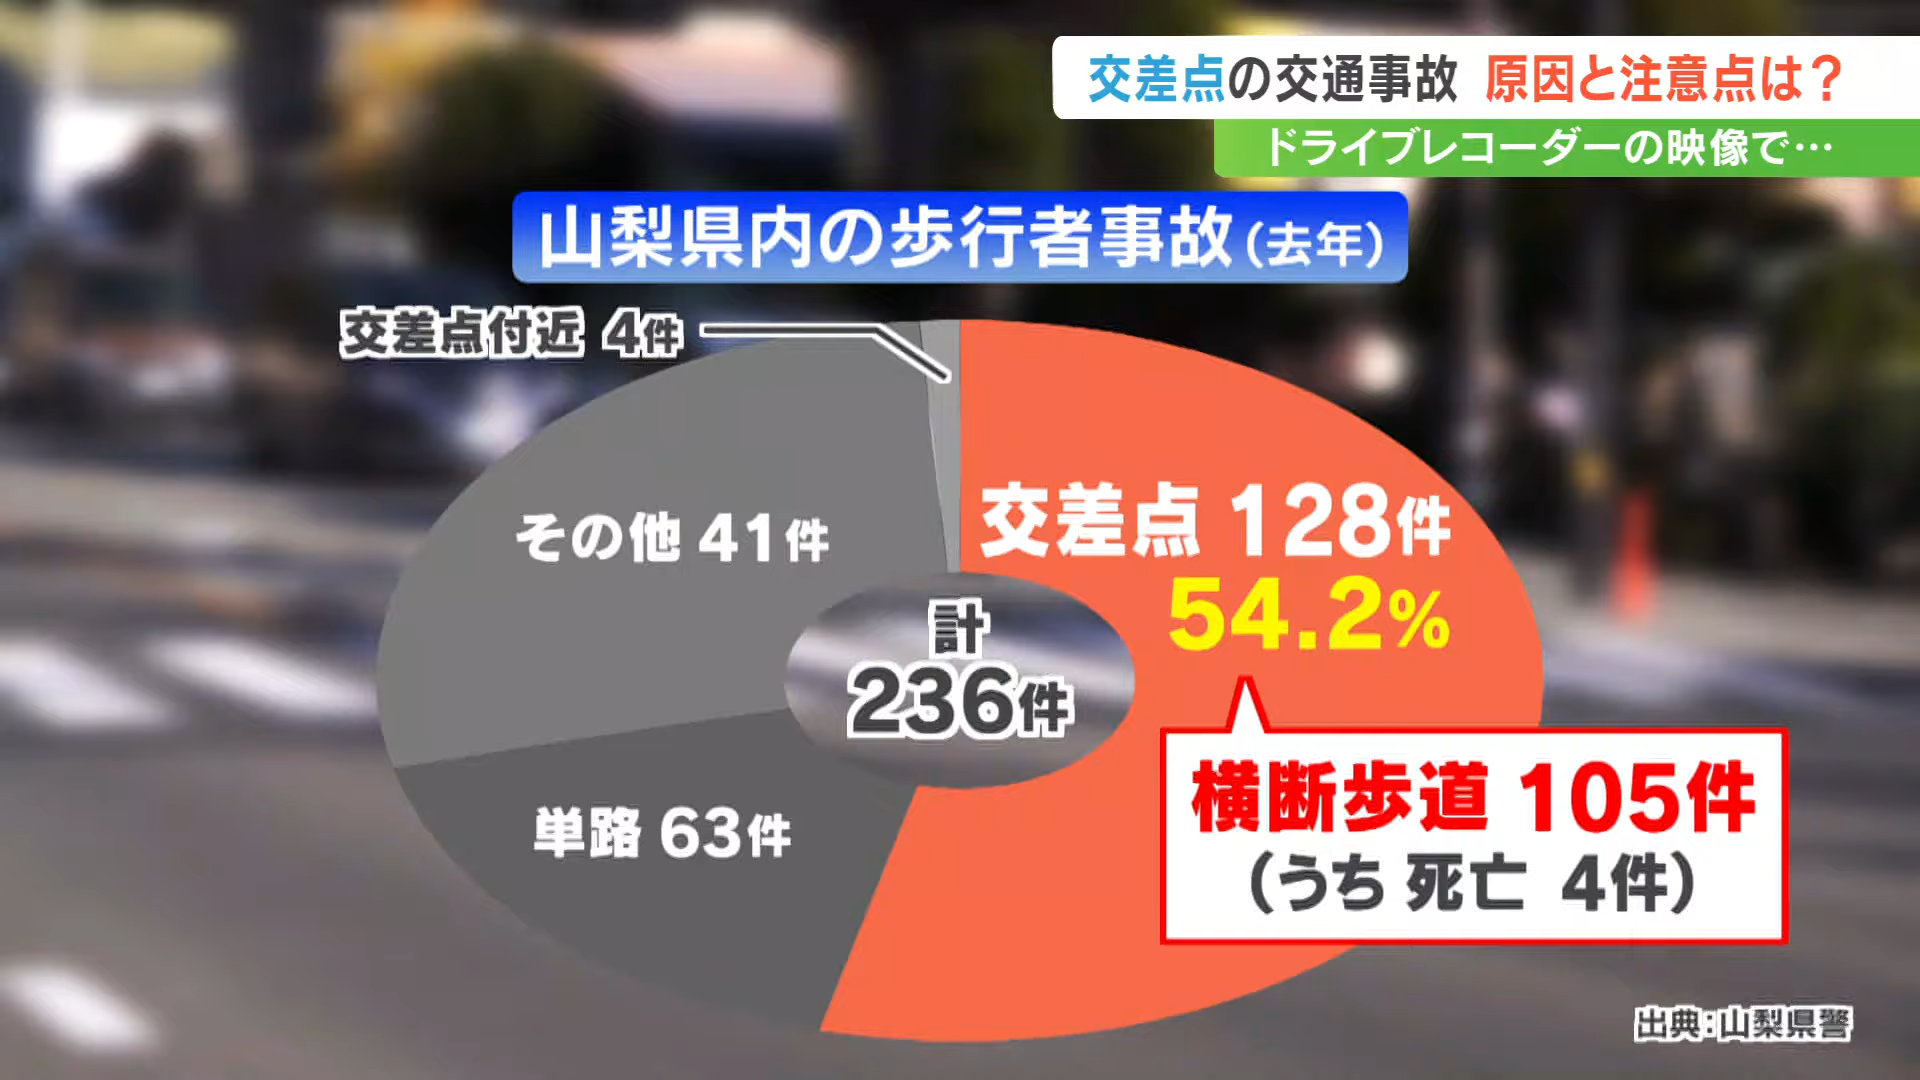 交差点の交通事故 原因と注意点は？
ドライブレコーダーの映像で…
山梨県内の歩行者事故（去年）
交差点付近 4件
その他 41件
交差点 128件
54.2%
計
236件
単路 63件
横断歩道 105件
（うち 死亡 4件）
出典:山梨県警